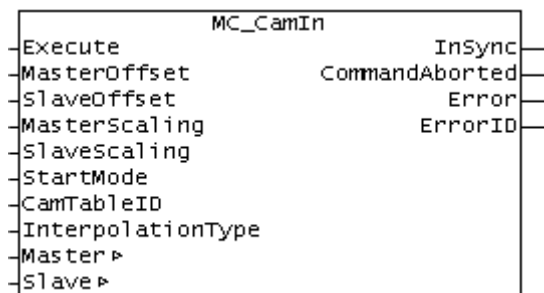 MC_CamIn
Execute InSync
MasterOffset CommandAborted
SlaveOffset Error
MasterScaling ErrorID
SlaveScaling
StartMode
CamTableID
InterpolationType
Master▹
Slave▹